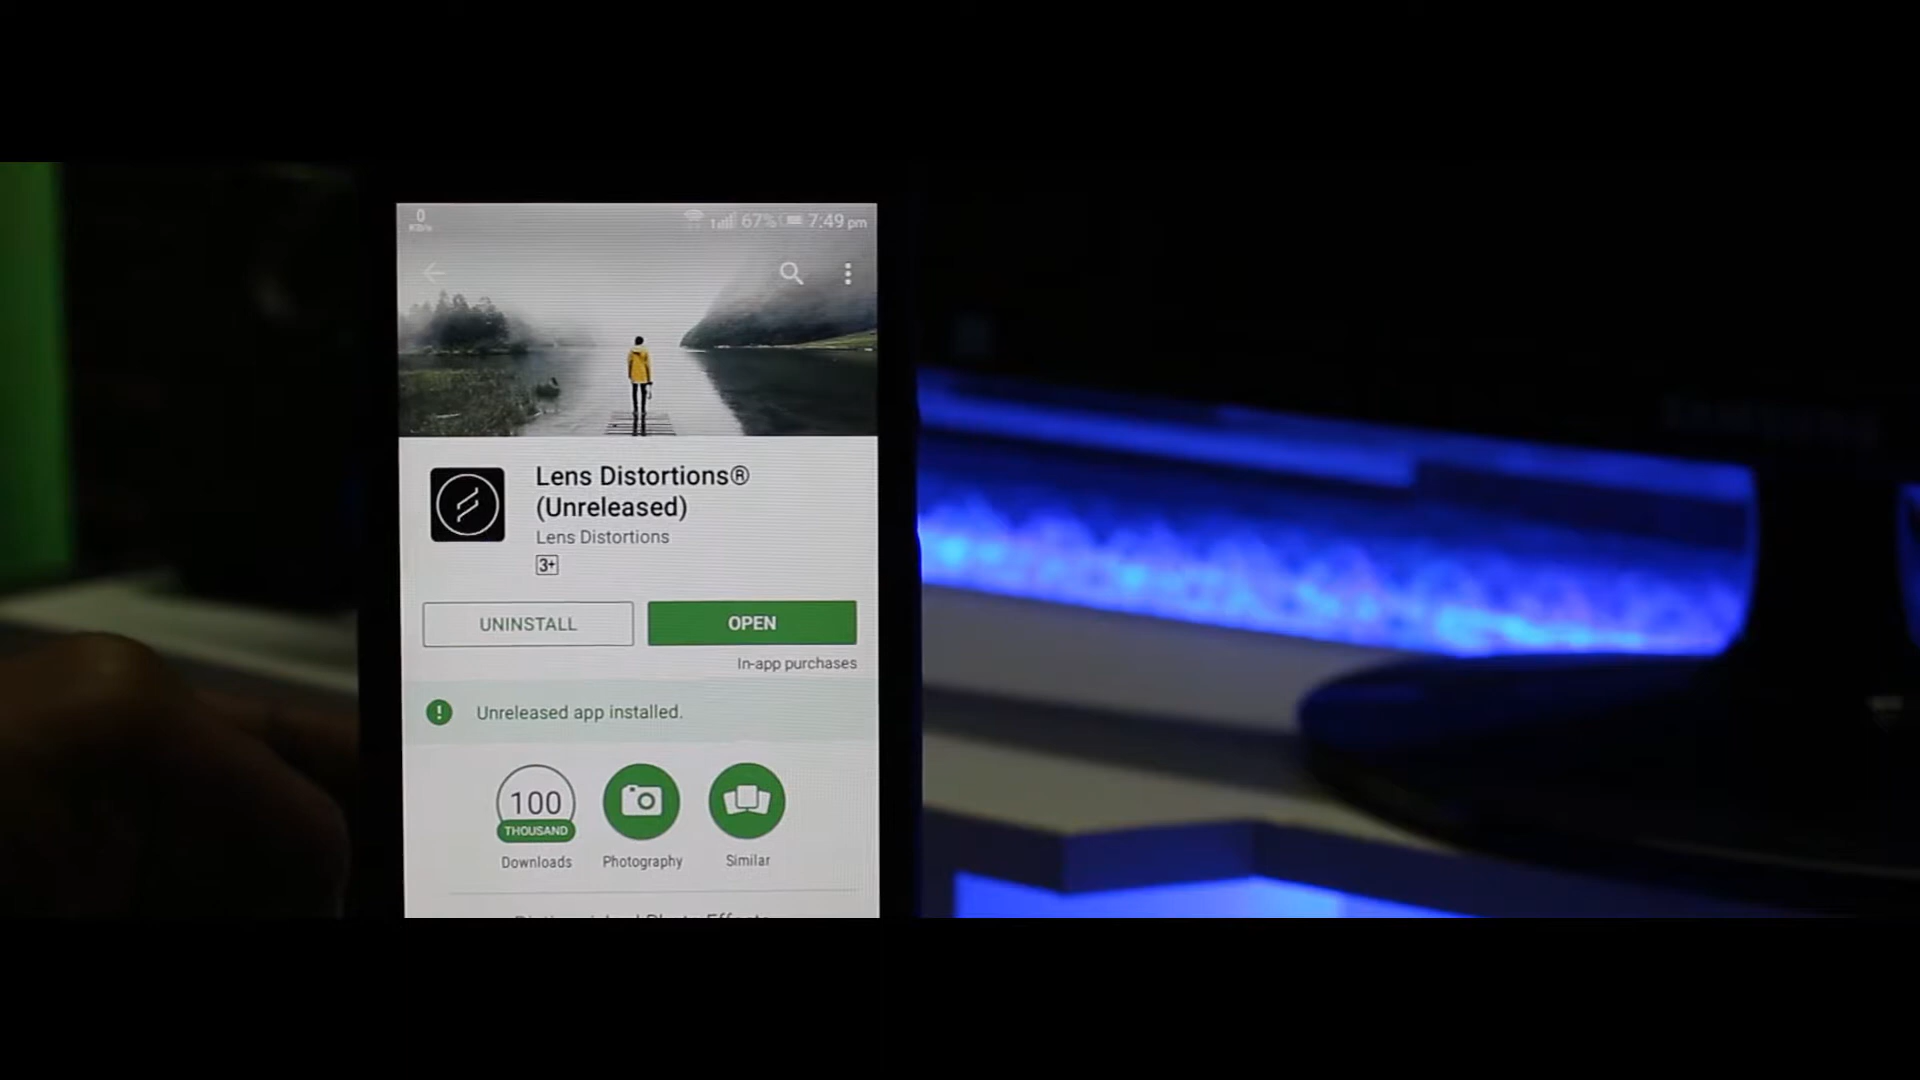 0
KB/s
67% 7:49 pm
Lens Distortions®
(Unreleased)
Lens Distortions
3+
UNINSTALL
OPEN
In-app purchases
Unreleased app installed.
100
THOUSAND
Downloads
Photography
Similar